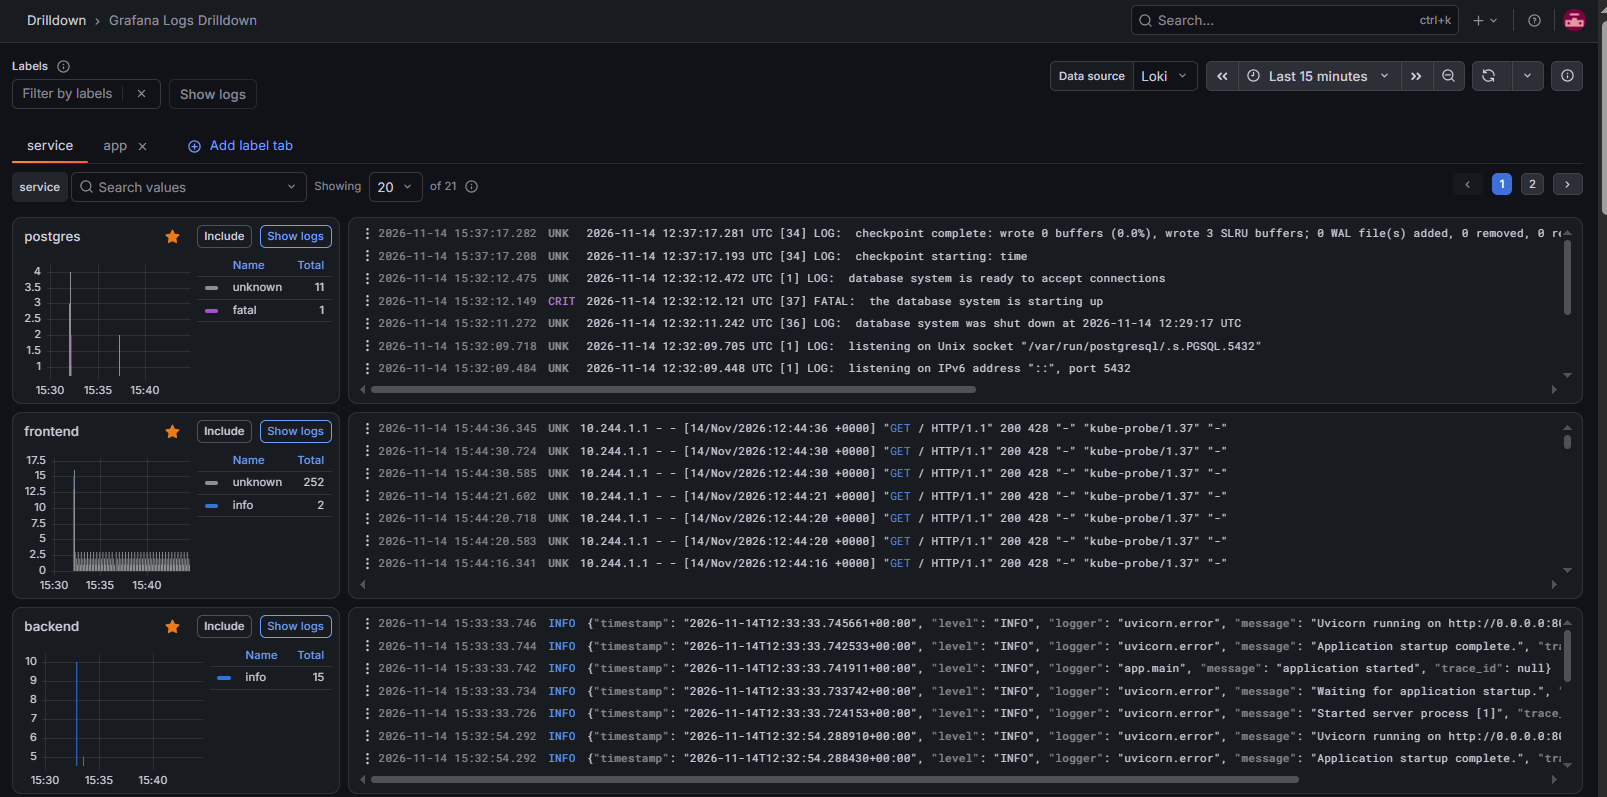 Drilldown › Grafana Logs Drilldown
Search... ctrl+k
Labels
Filter by labels
Show logs
Data source Loki
Last 15 minutes
service app Add label tab
service Search values Showing 20 of 21
1 2
postgres Include Show logs
Name Total
unknown 11
fatal 1
4
3.5
3
2.5
2
1.5
1
15:30 15:35 15:40
2026-11-14 15:37:17.282 UNK 2026-11-14 12:37:17.281 UTC [34] LOG: checkpoint complete: wrote 0 buffers (0.0%), wrote 3 SLRU buffers; 0 WAL file(s) added, 0 removed, 0 re
2026-11-14 15:37:17.208 UNK 2026-11-14 12:37:17.193 UTC [34] LOG: checkpoint starting: time
2026-11-14 15:32:12.475 UNK 2026-11-14 12:32:12.472 UTC [1] LOG: database system is ready to accept connections
2026-11-14 15:32:12.149 CRIT 2026-11-14 12:32:12.121 UTC [37] FATAL: the database system is starting up
2026-11-14 15:32:11.272 UNK 2026-11-14 12:32:11.242 UTC [36] LOG: database system was shut down at 2026-11-14 12:29:17 UTC
2026-11-14 15:32:09.718 UNK 2026-11-14 12:32:09.705 UTC [1] LOG: listening on Unix socket "/var/run/postgresql/.s.PGSQL.5432"
2026-11-14 15:32:09.484 UNK 2026-11-14 12:32:09.448 UTC [1] LOG: listening on IPv6 address "::", port 5432
frontend Include Show logs
Name Total
unknown 252
info 2
17.5
15
12.5
10
7.5
5
2.5
0
15:30 15:35 15:40
2026-11-14 15:44:36.345 UNK 10.244.1.1 - - [14/Nov/2026:12:44:36 +0000] "GET / HTTP/1.1" 200 428 "-" "kube-probe/1.37" "-"
2026-11-14 15:44:30.724 UNK 10.244.1.1 - - [14/Nov/2026:12:44:30 +0000] "GET / HTTP/1.1" 200 428 "-" "kube-probe/1.37" "-"
2026-11-14 15:44:30.585 UNK 10.244.1.1 - - [14/Nov/2026:12:44:30 +0000] "GET / HTTP/1.1" 200 428 "-" "kube-probe/1.37" "-"
2026-11-14 15:44:21.602 UNK 10.244.1.1 - - [14/Nov/2026:12:44:21 +0000] "GET / HTTP/1.1" 200 428 "-" "kube-probe/1.37" "-"
2026-11-14 15:44:20.718 UNK 10.244.1.1 - - [14/Nov/2026:12:44:20 +0000] "GET / HTTP/1.1" 200 428 "-" "kube-probe/1.37" "-"
2026-11-14 15:44:20.583 UNK 10.244.1.1 - - [14/Nov/2026:12:44:20 +0000] "GET / HTTP/1.1" 200 428 "-" "kube-probe/1.37" "-"
2026-11-14 15:44:16.341 UNK 10.244.1.1 - - [14/Nov/2026:12:44:16 +0000] "GET / HTTP/1.1" 200 428 "-" "kube-probe/1.37" "-"
backend Include Show logs
Name Total
info 15
10
9
8
7
6
5
15:30 15:35 15:40
2026-11-14 15:33:33.746 INFO {"timestamp": "2026-11-14T12:33:33.745661+00:00", "level": "INFO", "logger": "uvicorn.error", "message": "Uvicorn running on http://0.0.0.0:80
2026-11-14 15:33:33.744 INFO {"timestamp": "2026-11-14T12:33:33.742533+00:00", "level": "INFO", "logger": "uvicorn.error", "message": "Application startup complete.", "tra
2026-11-14 15:33:33.742 INFO {"timestamp": "2026-11-14T12:33:33.741911+00:00", "level": "INFO", "logger": "app.main", "message": "application started", "trace_id": null}
2026-11-14 15:33:33.734 INFO {"timestamp": "2026-11-14T12:33:33.733742+00:00", "level": "INFO", "logger": "uvicorn.error", "message": "Waiting for application startup.", "
2026-11-14 15:33:33.726 INFO {"timestamp": "2026-11-14T12:33:33.724153+00:00", "level": "INFO", "logger": "uvicorn.error", "message": "Started server process [1]", "trace_
2026-11-14 15:32:54.292 INFO {"timestamp": "2026-11-14T12:32:54.288910+00:00", "level": "INFO", "logger": "uvicorn.error", "message": "Uvicorn running on http://0.0.0.0:80
2026-11-14 15:32:54.292 INFO {"timestamp": "2026-11-14T12:32:54.288430+00:00", "level": "INFO", "logger": "uvicorn.error", "message": "Application startup complete.", "tra